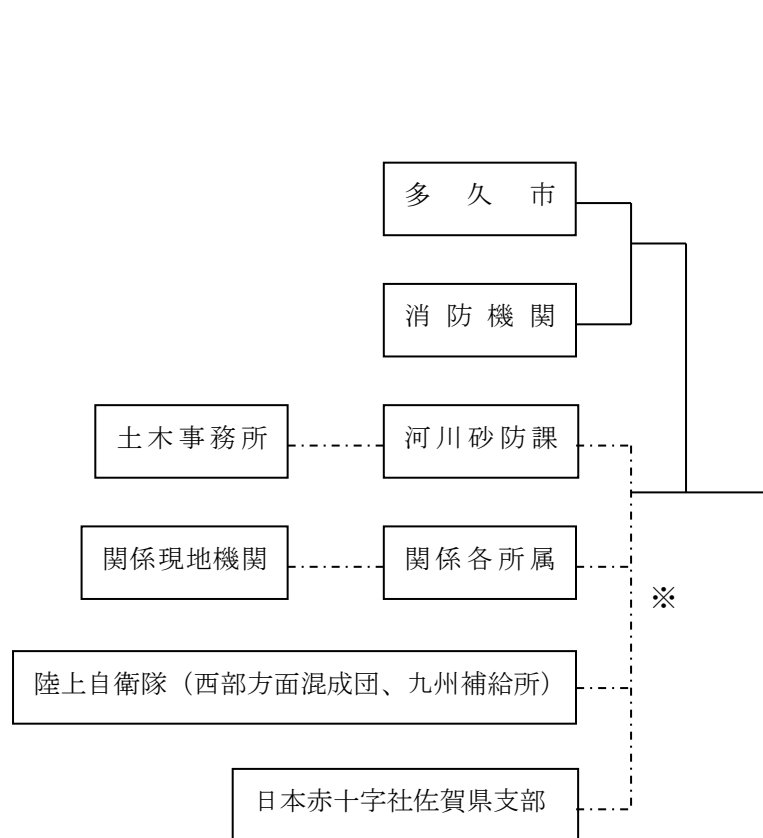 多久市
消防機関
土木事務所
河川砂防課
関係現地機関
関係各所属
※
陸上自衛隊（西部方面混成団、九州補給所）
日本赤十字社佐賀県支部